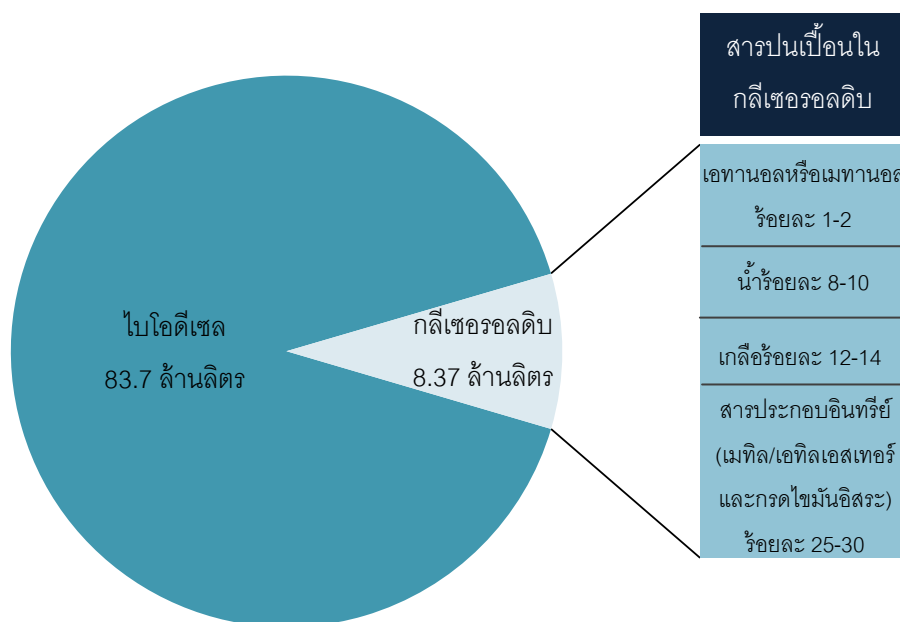 สารปนเปื้อนใน
กลีเซอรอลดิบ
เอทานอลหรือเมทานอล
ร้อยละ 1-2
น้ำร้อยละ 8-10
เกลือร้อยละ 12-14
สารประกอบอินทรีย์
(เมทิล/เอทิลเอสเทอร์
และกรดไขมันอิสระ)
ร้อยละ 25-30
ไบโอดีเซล
83.7 ล้านลิตร
กลีเซอรอลดิบ
8.37 ล้านลิตร